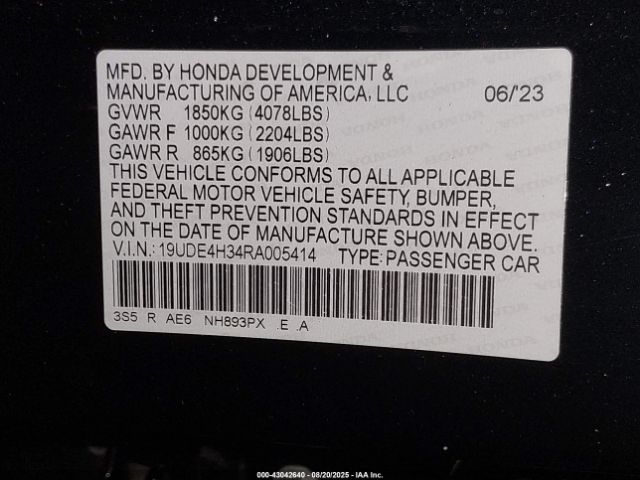 MFD. BY HONDA DEVELOPMENT &
MANUFACTURING OF AMERICA, LLC 06/'23
GVWR 1850KG (4078LBS)
GAWR F 1000KG (2204LBS)
GAWR R 865KG (1906LBS)
THIS VEHICLE CONFORMS TO ALL APPLICABLE
FEDERAL MOTOR VEHICLE SAFETY, BUMPER,
AND THEFT PREVENTION STANDARDS IN EFFECT
ON THE DATE OF MANUFACTURE SHOWN ABOVE.
V.I.N.: 19UDE4H34RA005414 TYPE: PASSENGER CAR
3S5 R AE6 NH893PX .E .A
000-43042640 - 08/20/2025 - IAAI Corp.